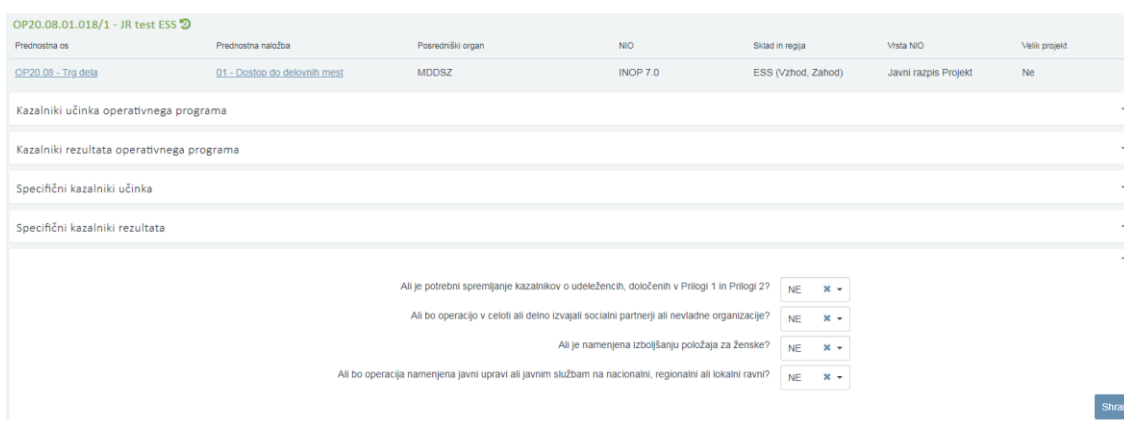 OP20.08.01.018/1 - JR test ESS
Prednostna os Prednostna naložba Posredniški organ NIO Sklad in regija Vrsta NIO Velik projekt
OP20.08 - Trg dela 01 - Dostop do delovnih mest MDDSZ INOP 7.0 ESS (Vzhod, Zahod) Javni razpis Projekt Ne
Kazalniki učinka operativnega programa
Kazalniki rezultata operativnega programa
Specifični kazalniki učinka
Specifični kazalniki rezultata
Ali je potrebni spremljanje kazalnikov o udeležencih, določenih v Prilogi 1 in Prilogi 2? NE
Ali bo operacijo v celoti ali delno izvajali socialni partnerji ali nevladne organizacije? NE
Ali je namenjena izboljšanju položaja za ženske? NE
Ali bo operacija namenjena javni upravi ali javnim službam na nacionalni, regionalni ali lokalni ravni? NE
Shra